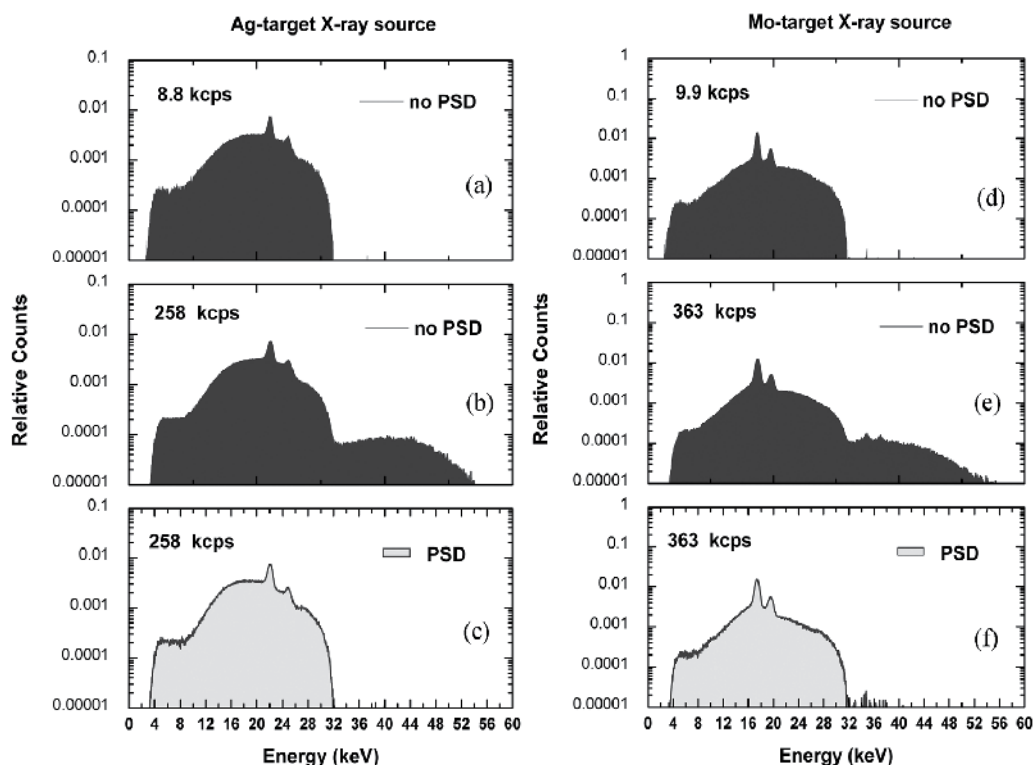 Ag-target X-ray source
Mo-target X-ray source
0.1
0.01
0.001
0.0001
0.00001
8.8 kcps
no PSD
(a)
1
0.1
0.01
0.001
0.0001
0.00001
9.9 kcps
no PSD
(d)
0.1
0.01
0.001
0.0001
0.00001
258 kcps
no PSD
(b)
1
0.1
0.01
0.001
0.0001
0.00001
363 kcps
no PSD
(e)
0.1
0.01
0.001
0.0001
0.00001
258 kcps
PSD
(c)
1
0.1
0.01
0.001
0.0001
0.00001
363 kcps
PSD
(f)
Relative Counts
Relative Counts
0 4 8 12 16 20 24 28 32 36 40 44 48 52 56 60
0 4 8 12 16 20 24 28 32 36 40 44 48 52 56 60
Energy (keV)
Energy (keV)